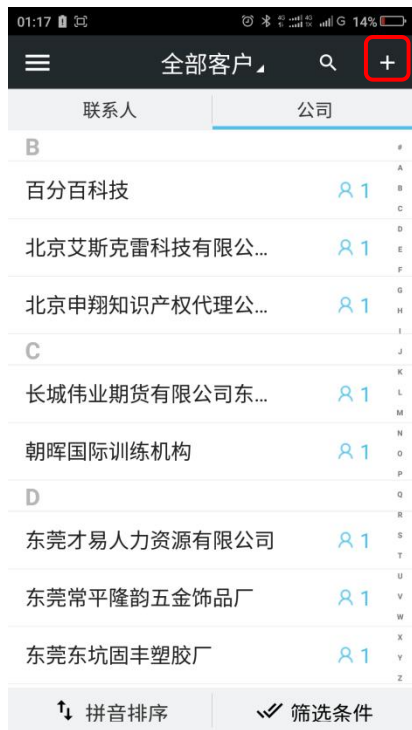 01:17 4G 4G 1X G 14%
全部客户
+
联系人 公司
B
百分百科技 1
北京艾斯克雷科技有限公... 1
北京申翔知识产权代理公... 1
C
长城伟业期货有限公司东... 1
朝晖国际训练机构 1
D
东莞才易人力资源有限公司 1
东莞常平隆韵五金饰品厂 1
东莞东坑固丰塑胶厂 1
#
A
B
C
D
E
F
G
H
I
J
K
L
M
N
O
P
Q
R
S
T
U
V
W
X
Y
Z
拼音排序 筛选条件